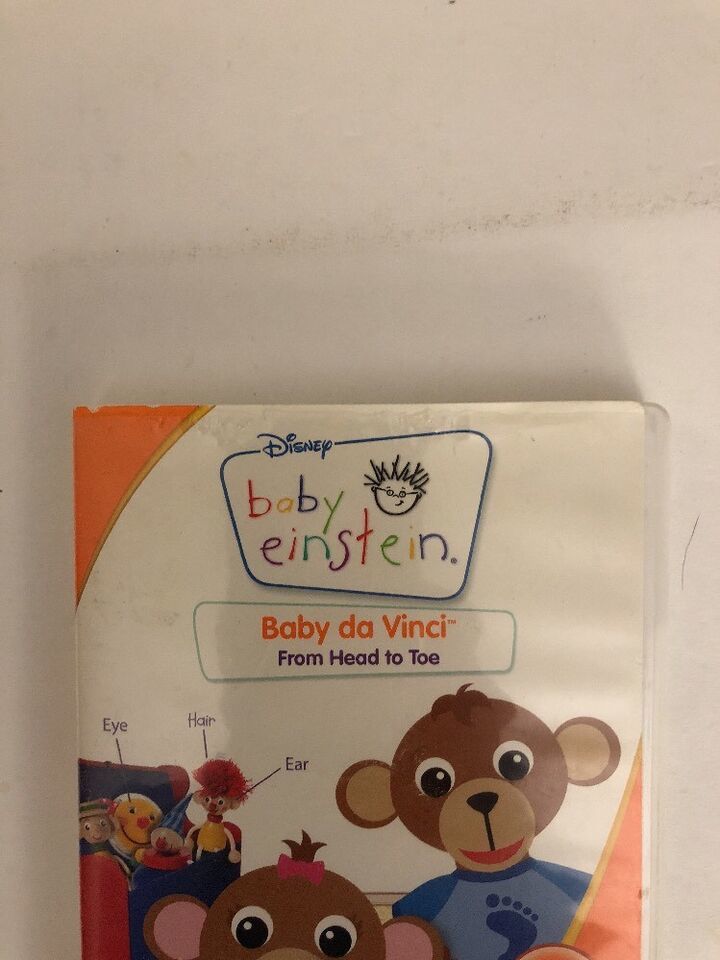 Disney
baby
einstein.
Baby da Vinci™
From Head to Toe
Eye
Hair
Ear